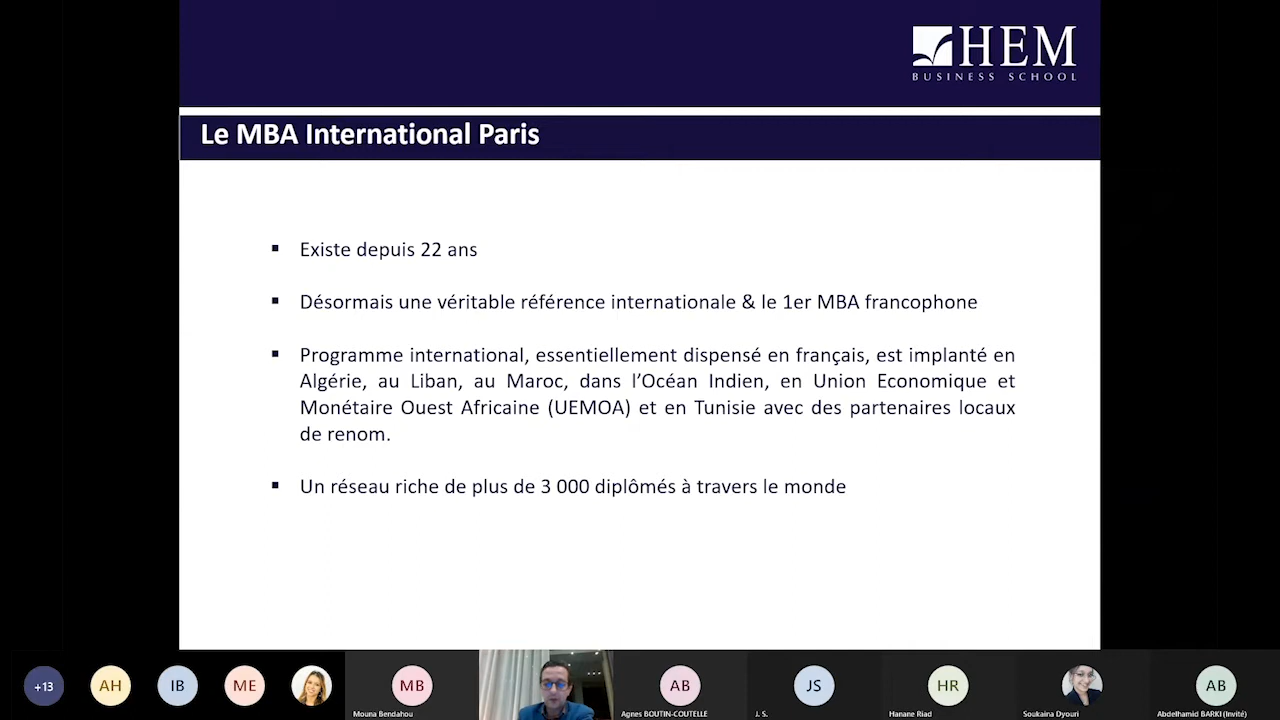 HEM
BUSINESS SCHOOL
Le MBA International Paris
▪ Existe depuis 22 ans
▪ Désormais une véritable référence internationale & le 1er MBA francophone
▪ Programme international, essentiellement dispensé en français, est implanté en
Algérie, au Liban, au Maroc, dans l’Océan Indien, en Union Economique et
Monétaire Ouest Africaine (UEMOA) et en Tunisie avec des partenaires locaux
de renom.
▪ Un réseau riche de plus de 3 000 diplômés à travers le monde
+13
AH
IB
ME
MB
AB
JS
HR
AB
Mouna Bendahou
Agnes BOUTIN-COUTELLE
J. S.
Hanane Riad
Soukaina Dyouri
Abdelhamid BARKI (Invité)